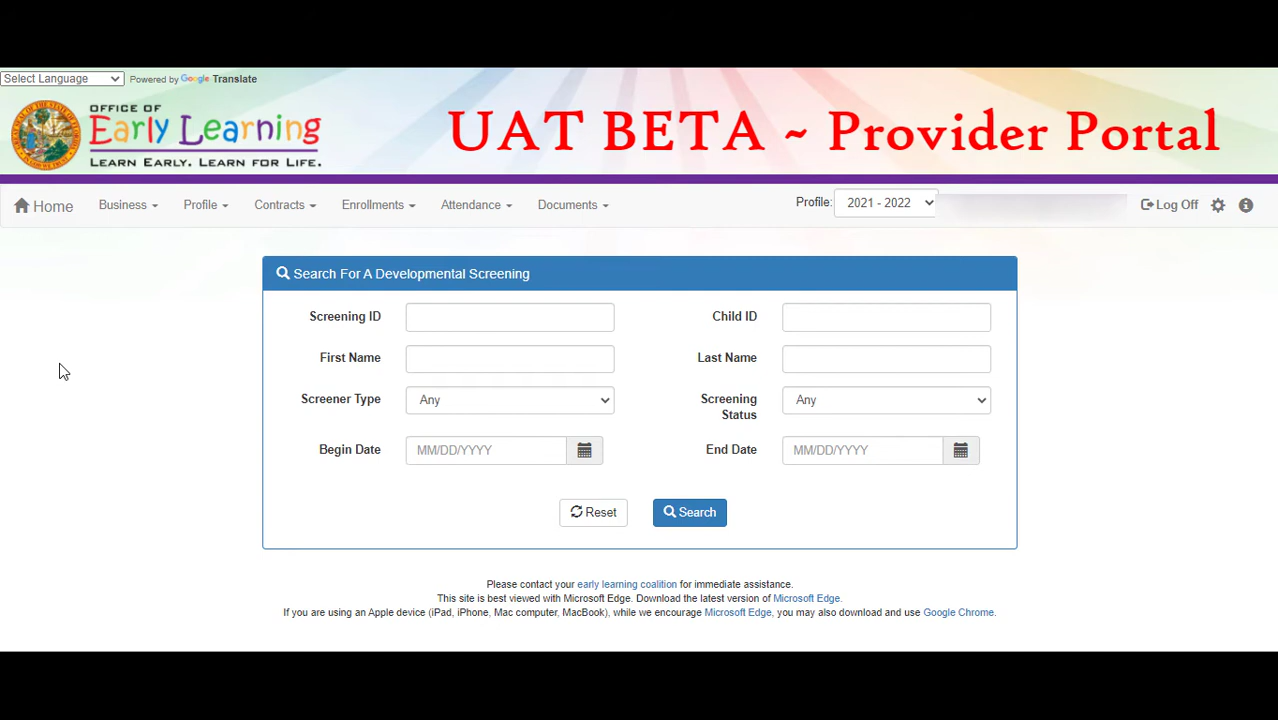 Select Language
Powered by Google Translate
OFFICE OF
Early Learning
LEARN EARLY. LEARN FOR LIFE.
UAT BETA ~ Provider Portal
Home Business Profile Contracts Enrollments Attendance Documents Profile: 2021 - 2022 Log Off
Search For A Developmental Screening
Screening ID Child ID
First Name Last Name
Screener Type Any Screening Status Any
Begin Date MM/DD/YYYY End Date MM/DD/YYYY
Reset Search
Please contact your early learning coalition for immediate assistance.
This site is best viewed with Microsoft Edge. Download the latest version of Microsoft Edge.
If you are using an Apple device (iPad, iPhone, Mac computer, MacBook), while we encourage Microsoft Edge, you may also download and use Google Chrome.